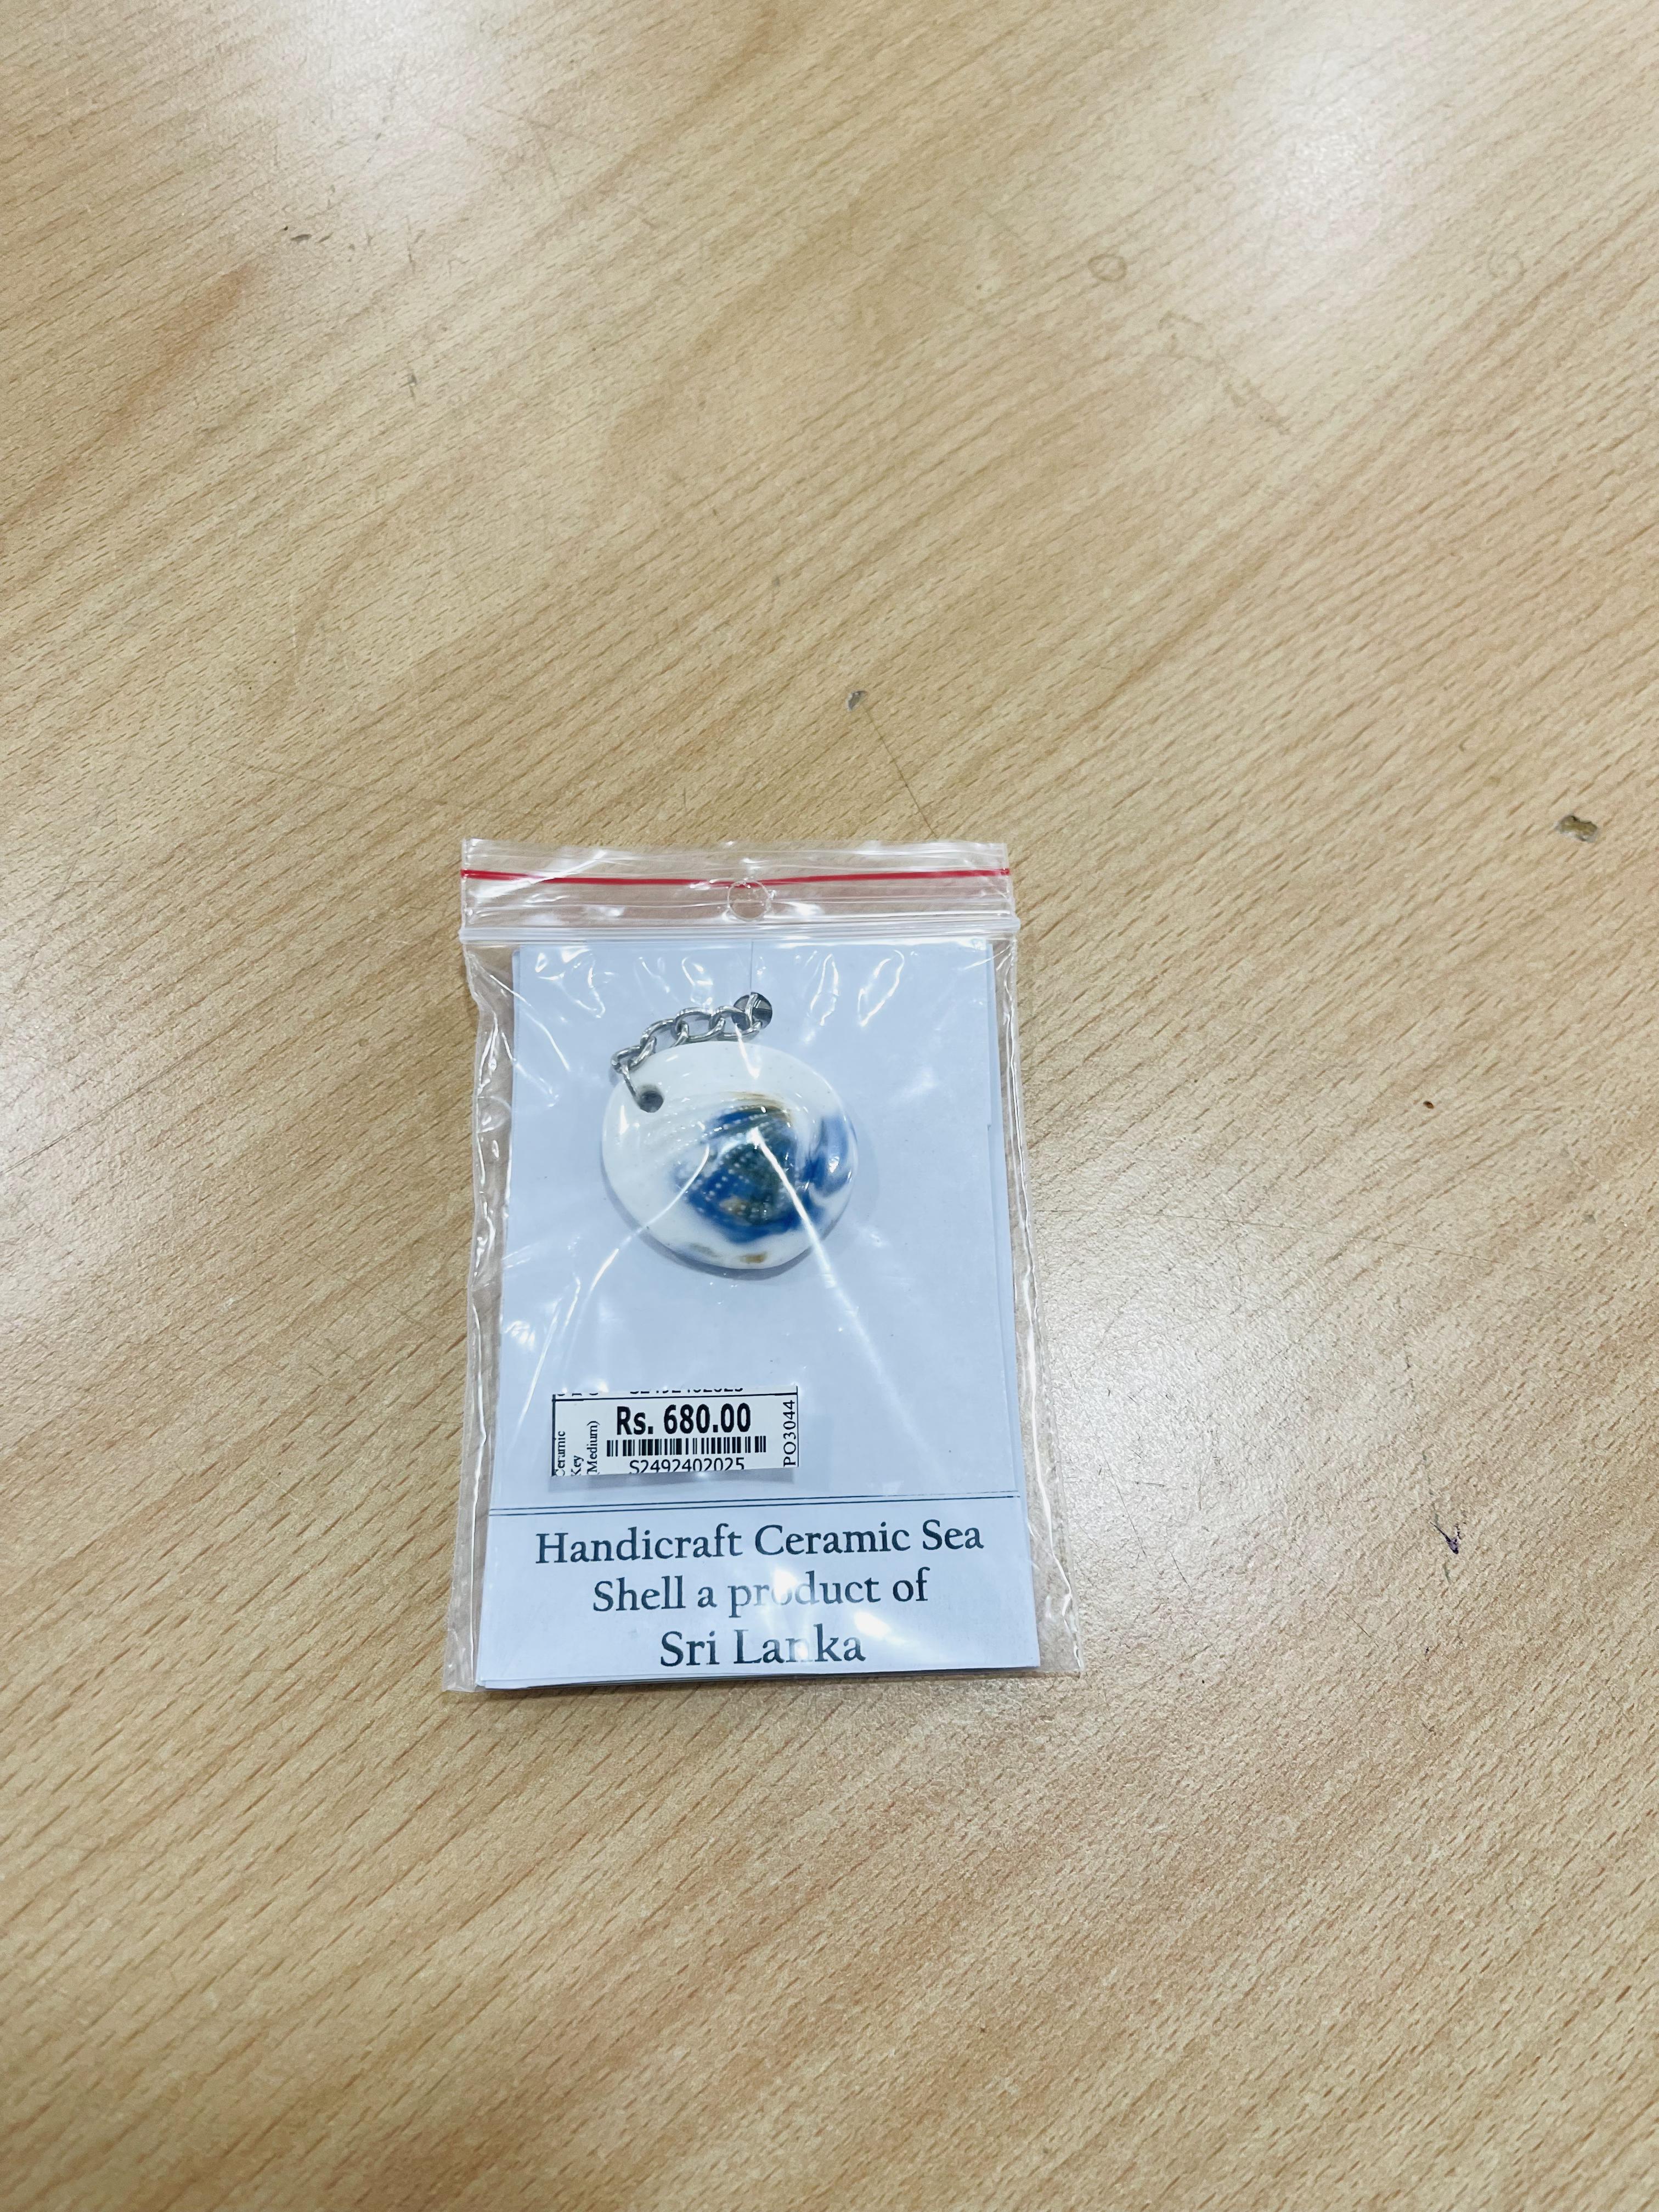 Ceramic
Key
(Medium)
Rs. 680.00
S2492402025
PO3044
Handicraft Ceramic Sea
Shell a product of
Sri Lanka